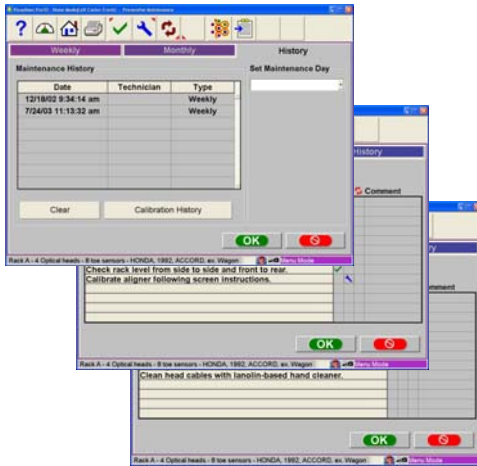 Weekly Monthly History
Maintenance History Set Maintenance Day
Date Technician Type
12/18/02 9:34:14 am Weekly
7/24/03 11:13:32 am Weekly
Clear Calibration History
OK
Rack A - 4 Optical heads - 8 toe sensors - HONDA, 1992, ACCORD, ex. Wagon Menu Mode
History
Comment
Check rack level from side to side and front to rear.
Calibrate aligner following screen instructions.
OK
Rack A - 4 Optical heads - 8 toe sensors - HONDA, 1992, ACCORD, ex. Wagon Menu Mode
ry
mment
Clean head cables with lanolin-based hand cleaner.
OK
Rack A - 4 Optical heads - 8 toe sensors - HONDA, 1992, ACCORD, ex. Wagon Menu Mode